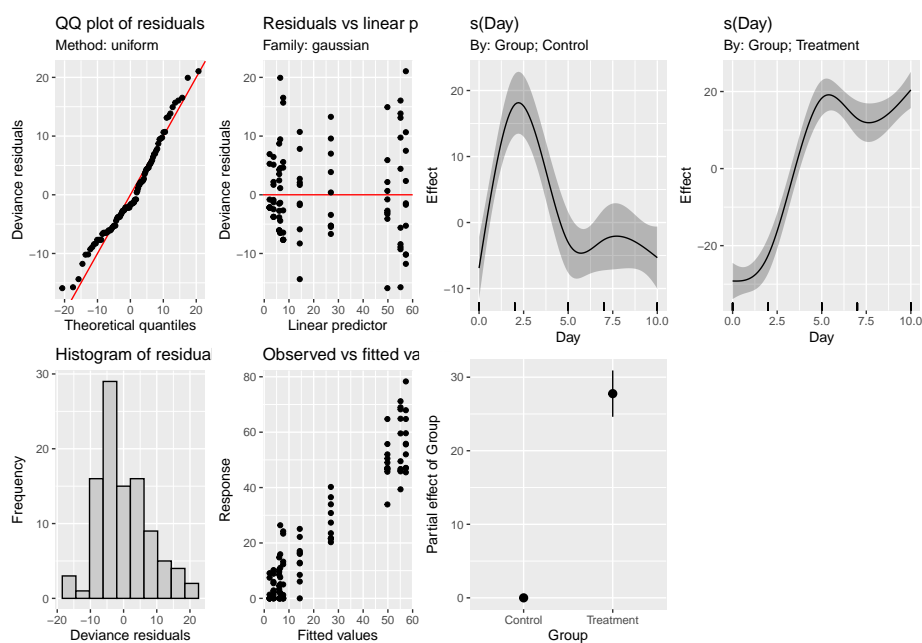 QQ plot of residuals
Method: uniform
Deviance residuals
20
10
0
−10
−20 −10 0 10 20
Theoretical quantiles
Residuals vs linear p
Family: gaussian
Deviance residuals
20
10
0
−10
0 10 20 30 40 50 60
Linear predictor
s(Day)
By: Group; Control
Effect
20
10
0
−10
0.0 2.5 5.0 7.5 10.0
Day
s(Day)
By: Group; Treatment
Effect
20
0
−20
0.0 2.5 5.0 7.5 10.0
Day
Histogram of residual
Frequency
30
20
10
0
−20 −10 0 10 20
Deviance residuals
Observed vs fitted va
Response
80
60
40
20
0
0 10 20 30 40 50 60
Fitted values
Partial effect of Group
30
20
10
0
Control Treatment
Group